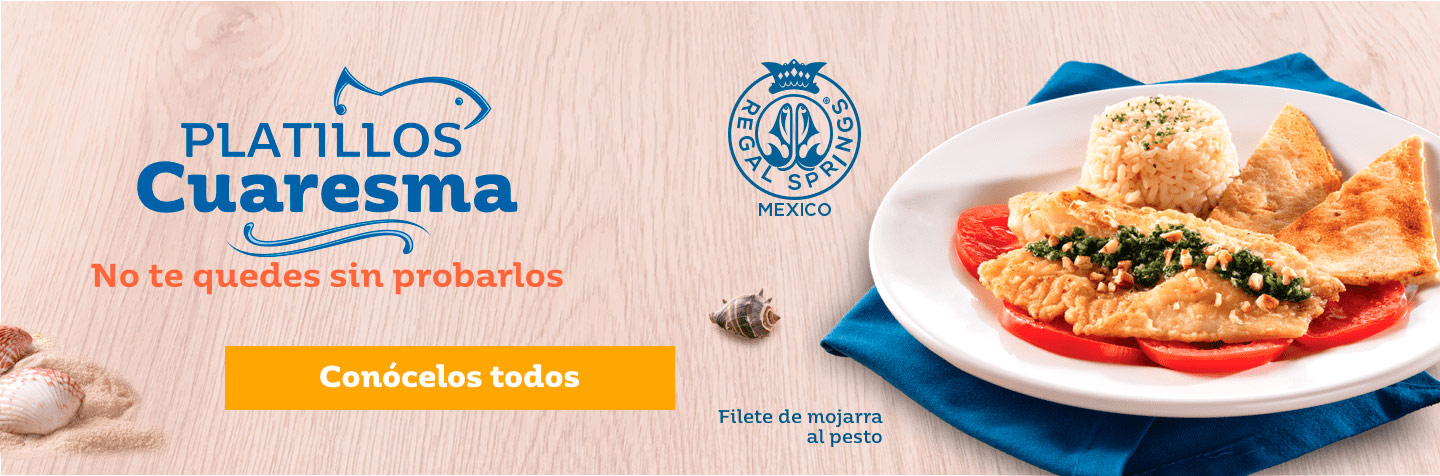 PLATILLOS
Cuaresma
No te quedes sin probarlos
Conócelos todos
REGAL SPRINGS®
MEXICO
Filete de mojarra
al pesto